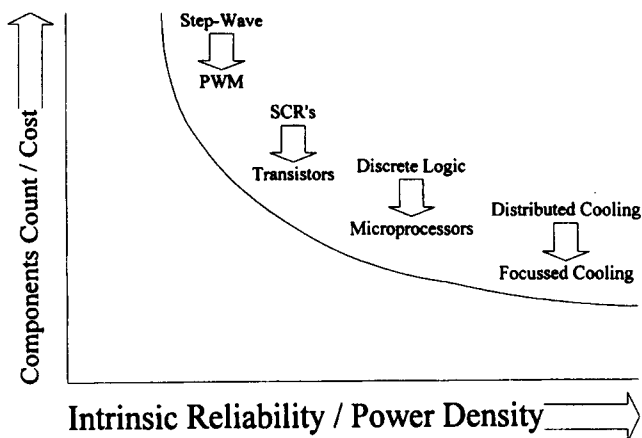 Step-Wave
PWM
SCR's
Transistors
Discrete Logic
Microprocessors
Distributed Cooling
Focussed Cooling
Components Count / Cost
Intrinsic Reliability / Power Density